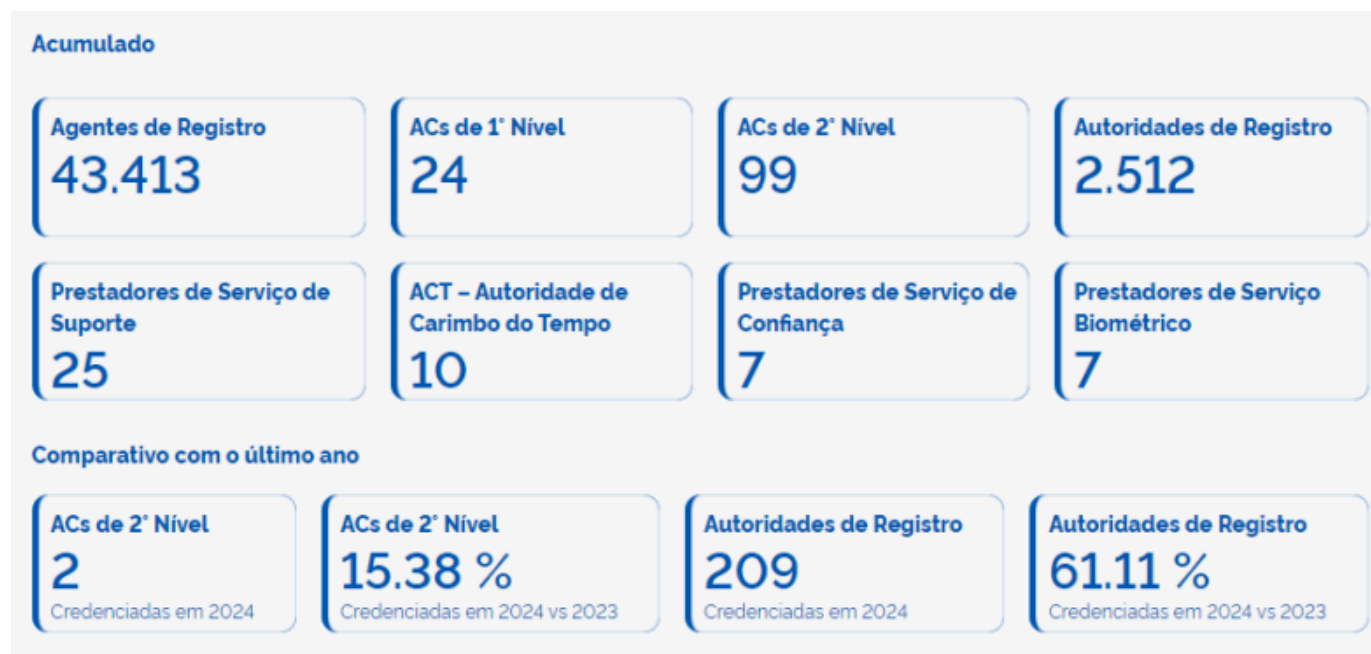 Acumulado
Agentes de Registro
43.413
ACs de 1° Nível
24
ACs de 2° Nível
99
Autoridades de Registro
2.512
Prestadores de Serviço de
Suporte
25
ACT – Autoridade de
Carimbo do Tempo
10
Prestadores de Serviço de
Confiança
7
Prestadores de Serviço
Biométrico
7
Comparativo com o último ano
ACs de 2° Nível
2
Credenciadas em 2024
ACs de 2° Nível
15.38 %
Credenciadas em 2024 vs 2023
Autoridades de Registro
209
Credenciadas em 2024
Autoridades de Registro
61.11 %
Credenciadas em 2024 vs 2023